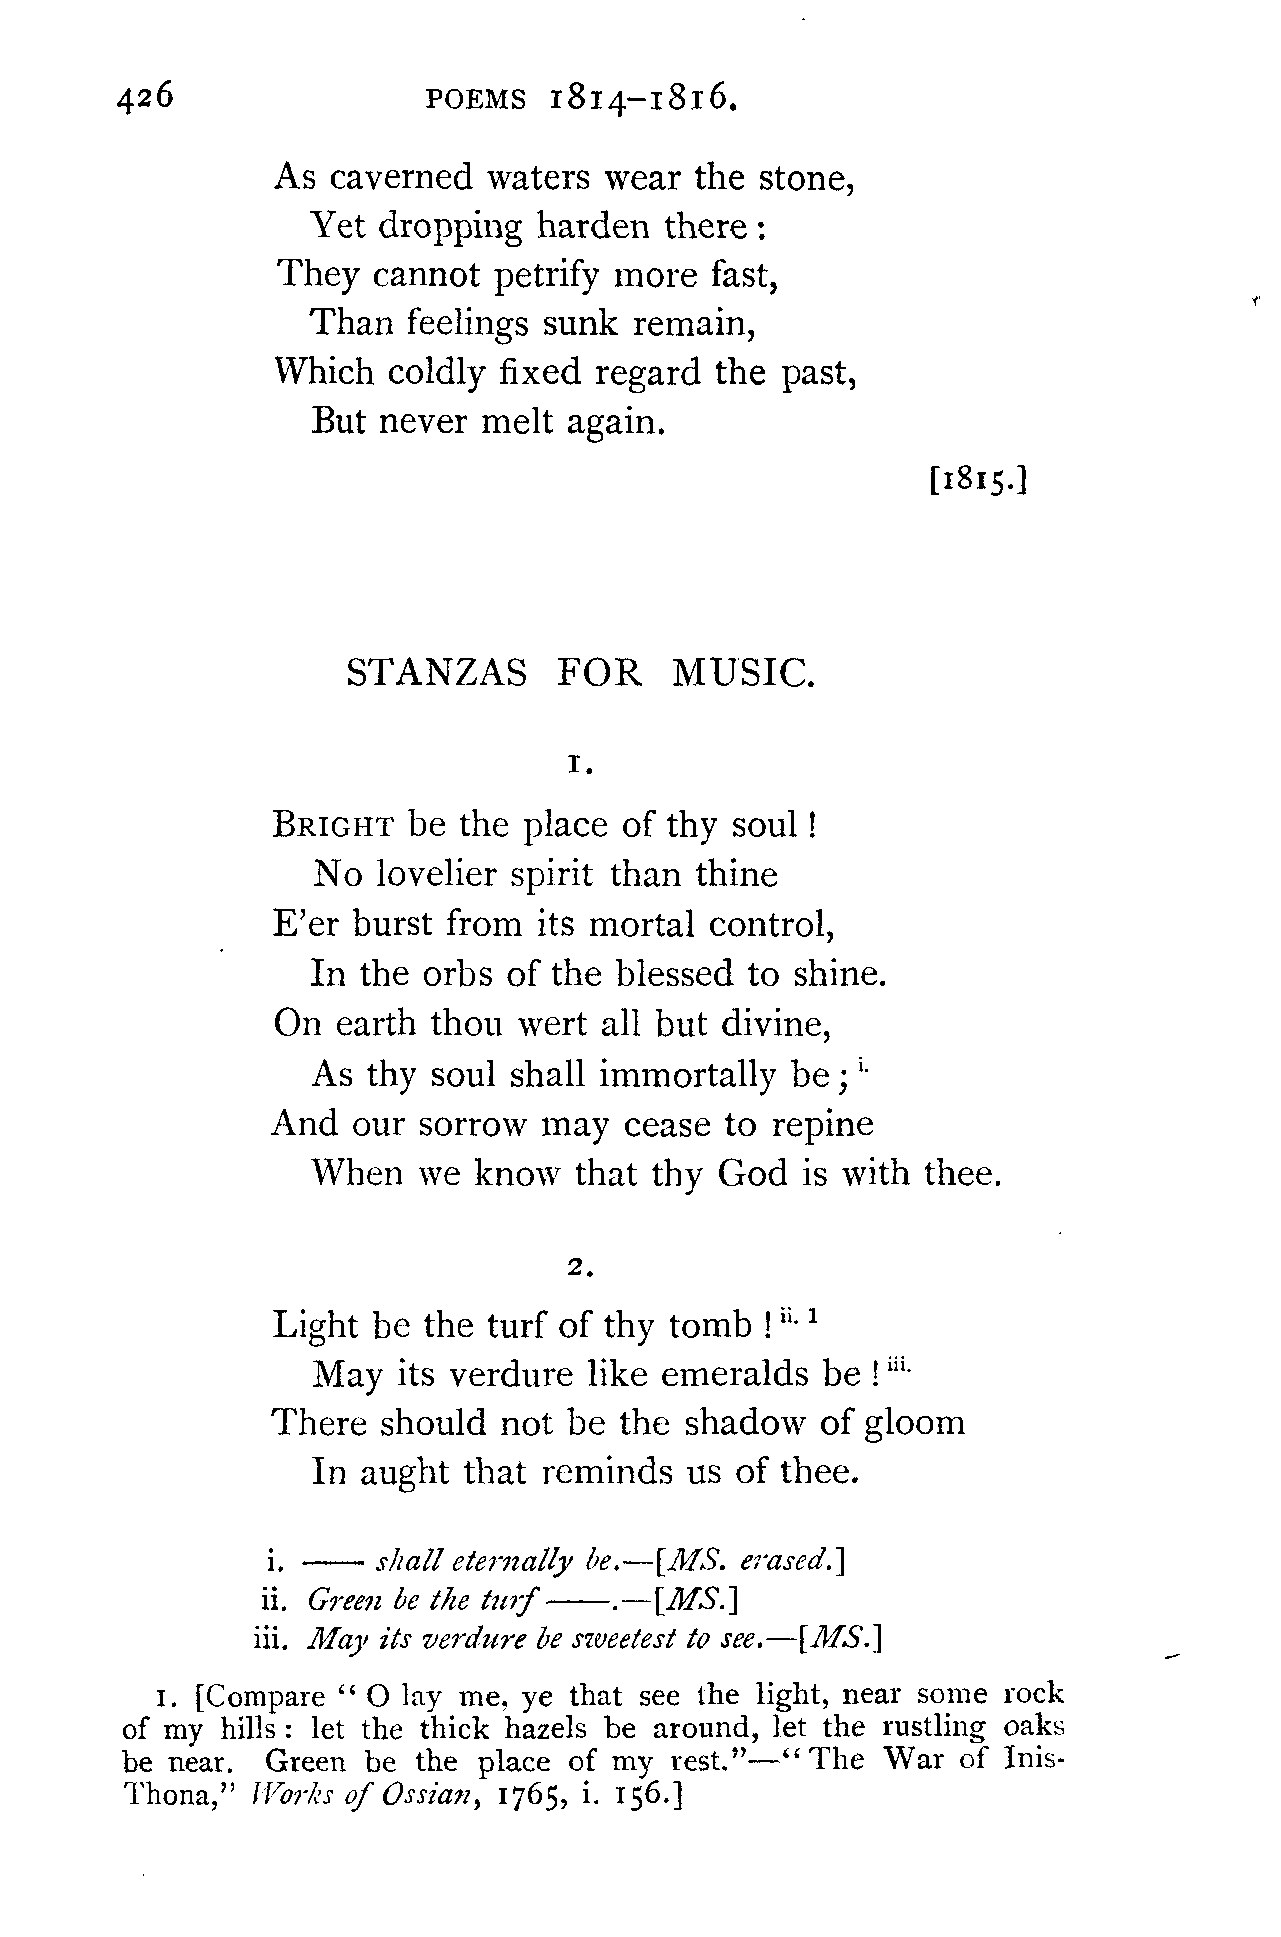 426 POEMS 1814–1816.
As caverned waters wear the stone,
Yet dropping harden there :
They cannot petrify more fast,
Than feelings sunk remain,
Which coldly fixed regard the past,
But never melt again.
[1815.]
STANZAS FOR MUSIC.
1.
BRIGHT be the place of thy soul !
No lovelier spirit than thine
E'er burst from its mortal control,
In the orbs of the blessed to shine.
On earth thou wert all but divine,
As thy soul shall immortally be ; i.
And our sorrow may cease to repine
When we know that thy God is with thee.
2.
Light be the turf of thy tomb ! ii. 1
May its verdure like emeralds be ! iii.
There should not be the shadow of gloom
In aught that reminds us of thee.
i. —— shall eternally be.—[MS. erased.]
ii. Green be the turf ——.—[MS.]
iii. May its verdure be sweetest to see.—[MS.]
1. [Compare " O lay me, ye that see the light, near some rock
of my hills : let the thick hazels be around, let the rustling oaks
be near. Green be the place of my rest."—" The War of Inis-
Thona," Works of Ossian, 1765, i. 156.]